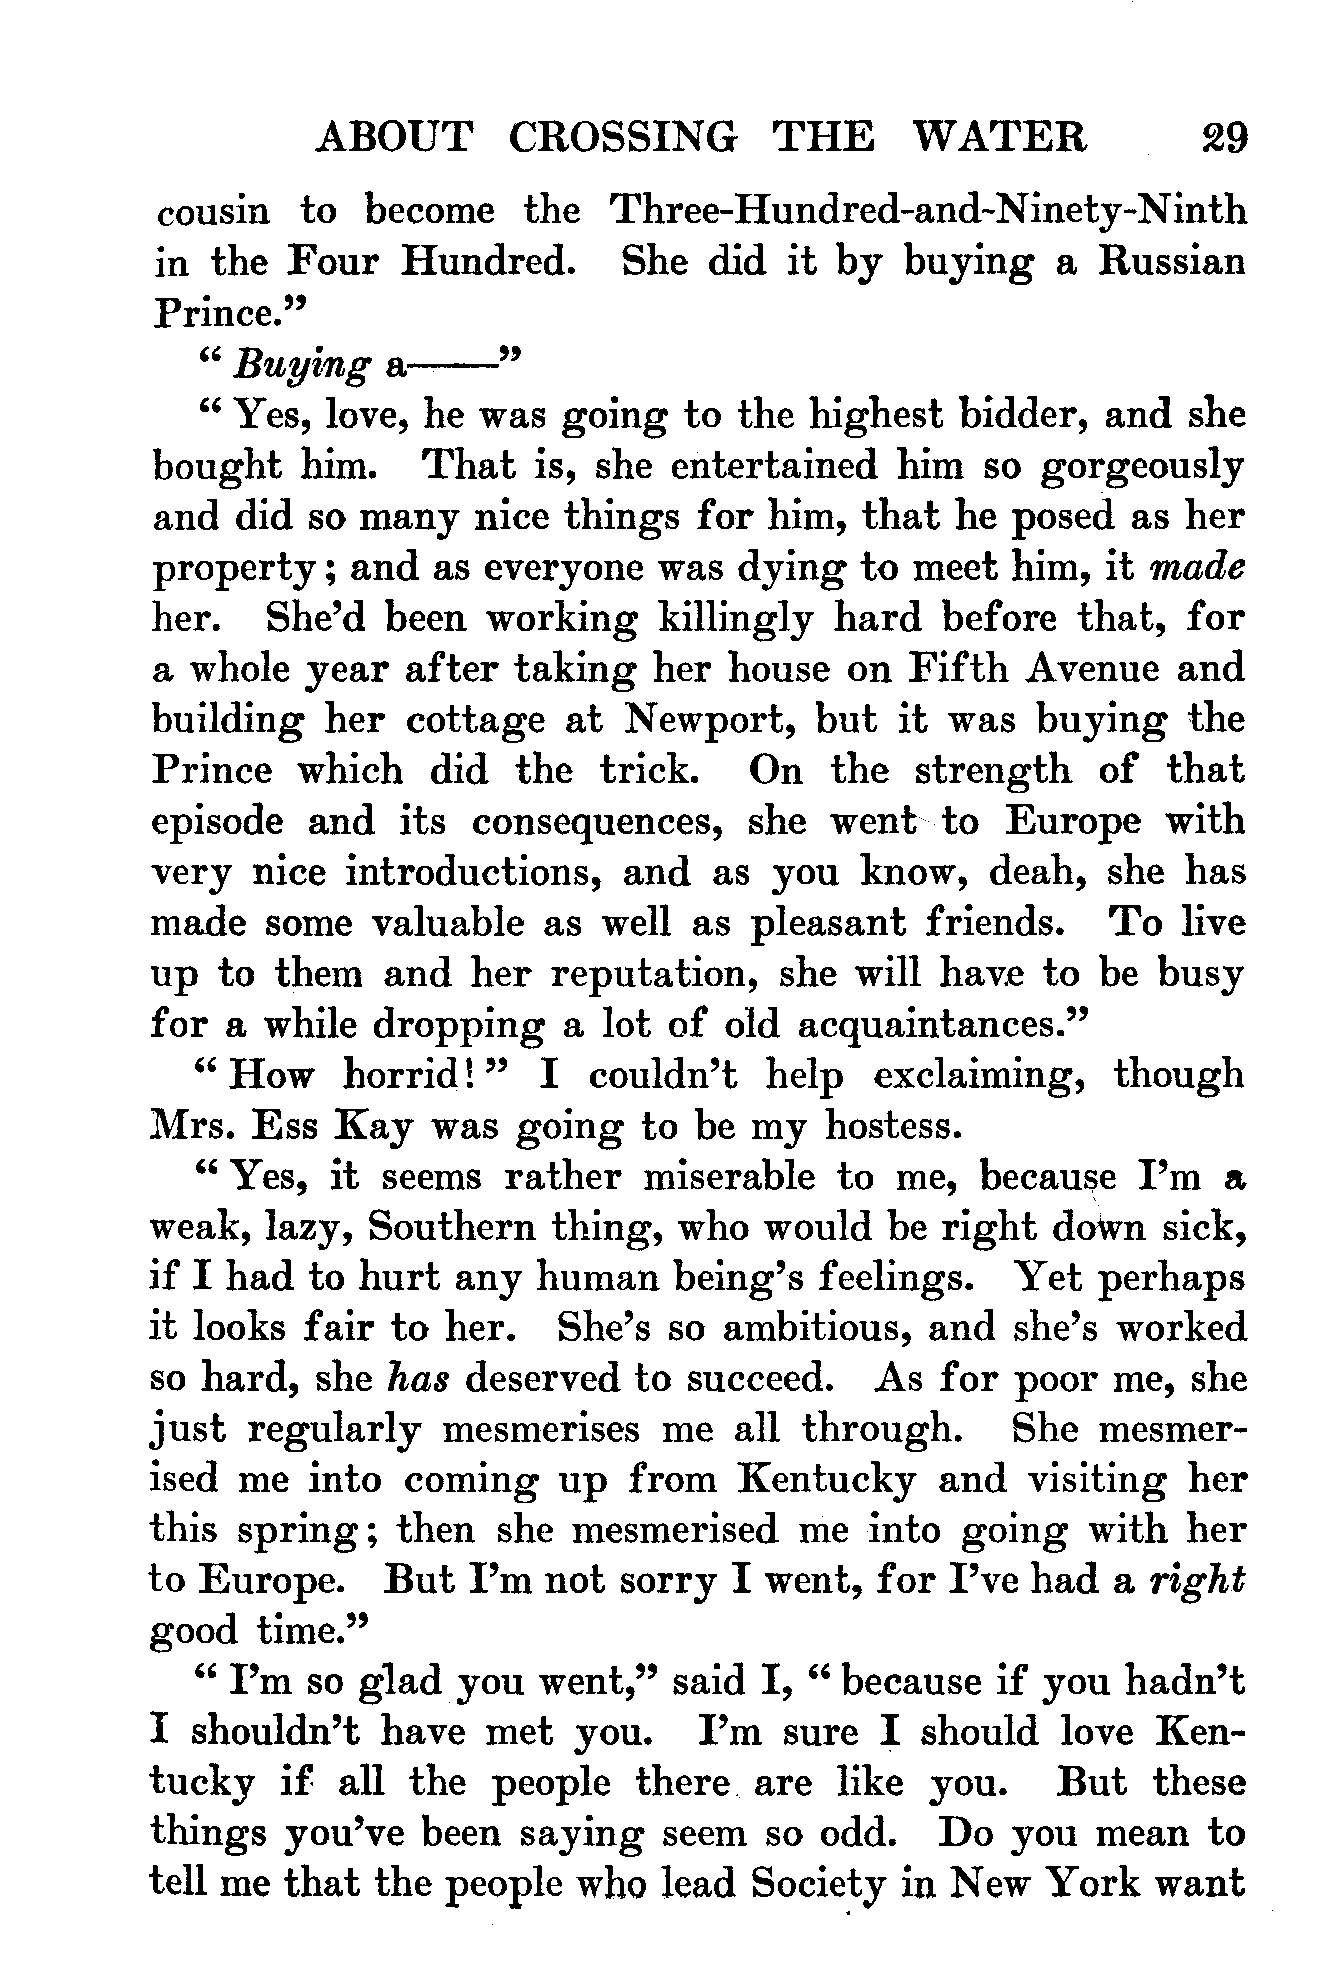 ABOUT CROSSING THE WATER 29
cousin to become the Three-Hundred-and-Ninety-Ninth
in the Four Hundred. She did it by buying a Russian
Prince.”
“Buying a——”
“Yes, love, he was going to the highest bidder, and she
bought him. That is, she entertained him so gorgeously
and did so many nice things for him, that he posed as her
property; and as everyone was dying to meet him, it made
her. She’d been working killingly hard before that, for
a whole year after taking her house on Fifth Avenue and
building her cottage at Newport, but it was buying the
Prince which did the trick. On the strength of that
episode and its consequences, she went to Europe with
very nice introductions, and as you know, deah, she has
made some valuable as well as pleasant friends. To live
up to them and her reputation, she will have to be busy
for a while dropping a lot of old acquaintances.”
“How horrid!” I couldn’t help exclaiming, though
Mrs. Ess Kay was going to be my hostess.
“Yes, it seems rather miserable to me, because I’m a
weak, lazy, Southern thing, who would be right down sick,
if I had to hurt any human being’s feelings. Yet perhaps
it looks fair to her. She’s so ambitious, and she’s worked
so hard, she has deserved to succeed. As for poor me, she
just regularly mesmerises me all through. She mesmer-
ised me into coming up from Kentucky and visiting her
this spring; then she mesmerised me into going with her
to Europe. But I’m not sorry I went, for I’ve had a right
good time.”
“I’m so glad you went,” said I, “because if you hadn’t
I shouldn’t have met you. I’m sure I should love Ken-
tucky if all the people there are like you. But these
things you’ve been saying seem so odd. Do you mean to
tell me that the people who lead Society in New York want